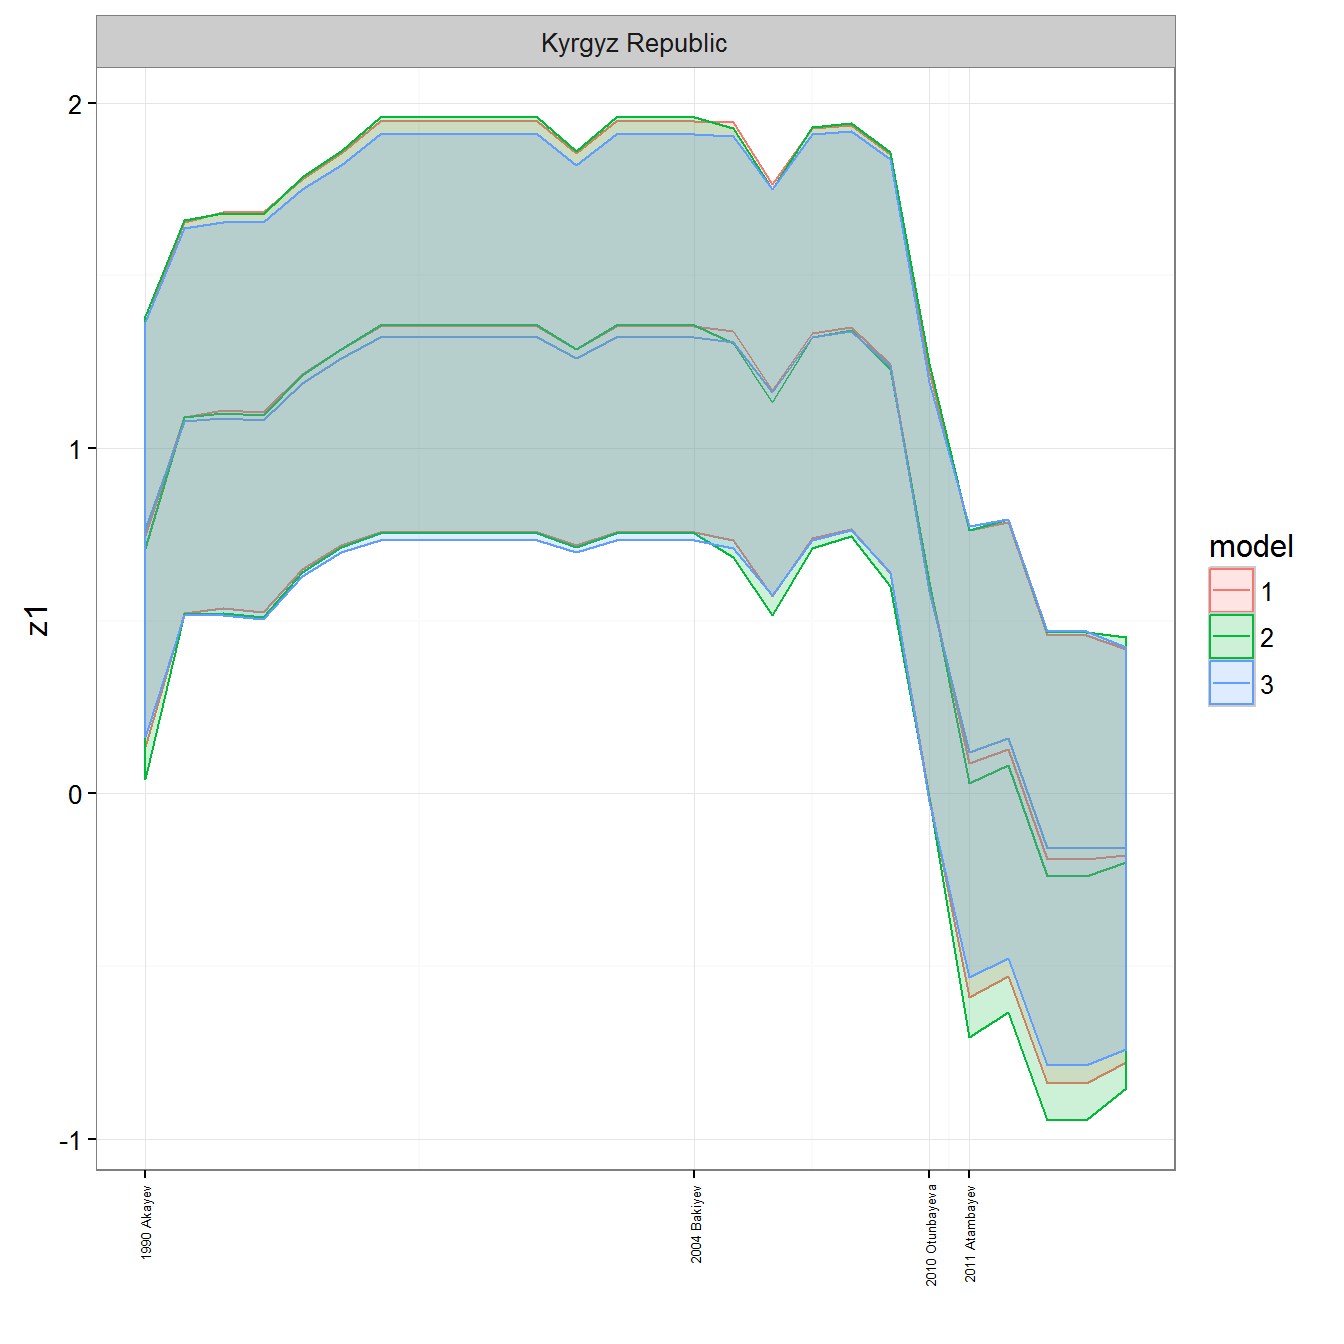 Kyrgyz Republic
2
1
0
-1
z1
1990 Akayev
2004 Bakiyev
2010 Otunbayeva
2011 Atambayev
model
1
2
3